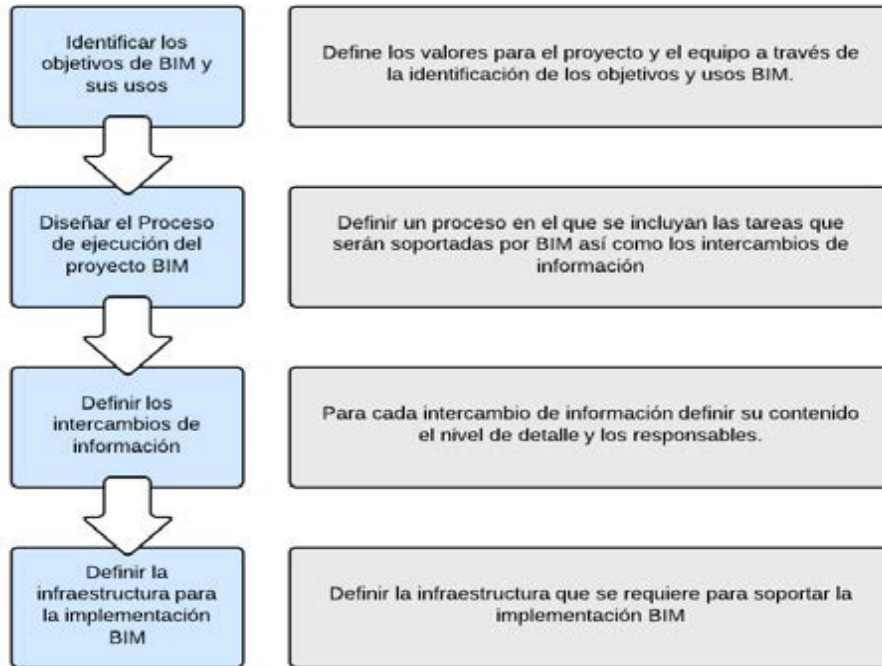 Identificar los
objetivos de BIM y
sus usos
Define los valores para el proyecto y el equipo a través de
la identificación de los objetivos y usos BIM.
Diseñar el Proceso
de ejecución del
proyecto BIM
Definir un proceso en el que se incluyan las tareas que
serán soportadas por BIM así como los intercambios de
información
Definir los
intercambios de
información
Para cada intercambio de información definir su contenido
el nivel de detalle y los responsables.
Definir la
infraestructura para
la implementación
BIM
Definir la infraestructura que se requiere para soportar la
implementación BIM